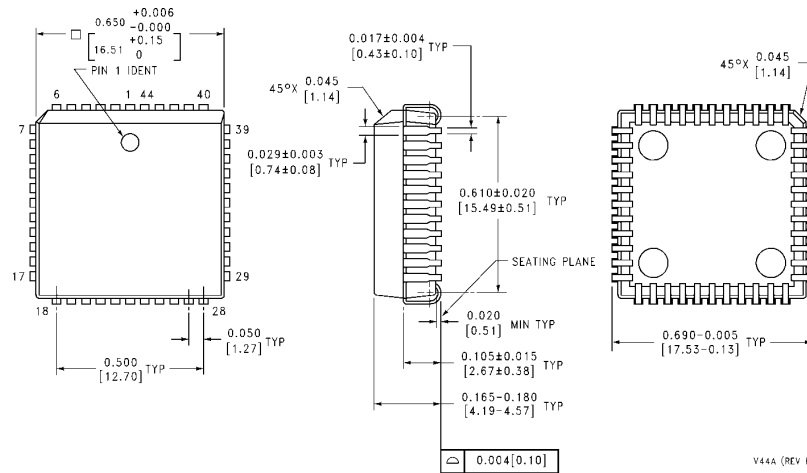 +0.006
0.650 -0.000
+0.15
16.51 0
PIN 1 IDENT
6 1 44 40
7 39
17 29
18 28
0.050 TYP
[1.27]
0.500 TYP
[12.70]
0.017±0.004 TYP
[0.43±0.10]
45°X 0.045
[1.14]
0.029±0.003 TYP
[0.74±0.08]
0.610±0.020 TYP
[15.49±0.51]
SEATING PLANE
0.020 MIN TYP
[0.51]
0.105±0.015 TYP
[2.67±0.38]
0.165-0.180 TYP
[4.19-4.57]
0.004[0.10]
45°X 0.045
[1.14]
0.690-0.005 TYP
[17.53-0.13]
V44A (REV